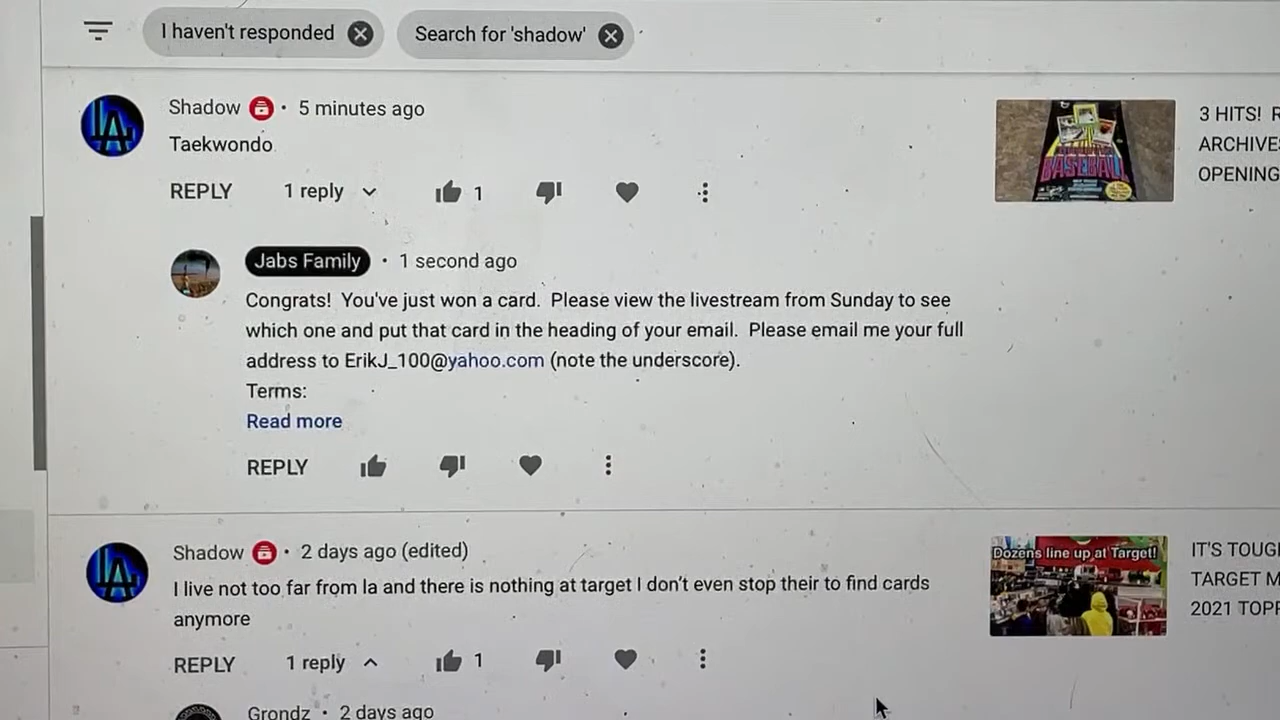 I haven't responded
Search for 'shadow'
Shadow • 5 minutes ago
Taekwondo
REPLY 1 reply 1
3 HITS!
ARCHIVES
OPENING
BASEBALL
Jabs Family • 1 second ago
Congrats! You've just won a card. Please view the livestream from Sunday to see
which one and put that card in the heading of your email. Please email me your full
address to ErikJ_100@yahoo.com (note the underscore).
Terms:
Read more
REPLY
Shadow • 2 days ago (edited)
I live not too far from la and there is nothing at target I don't even stop their to find cards
anymore
REPLY 1 reply 1
Dozens line up at Target!
IT'S TOUG
TARGET M
2021 TOPP
Grondz • 2 days ago
LA
LA